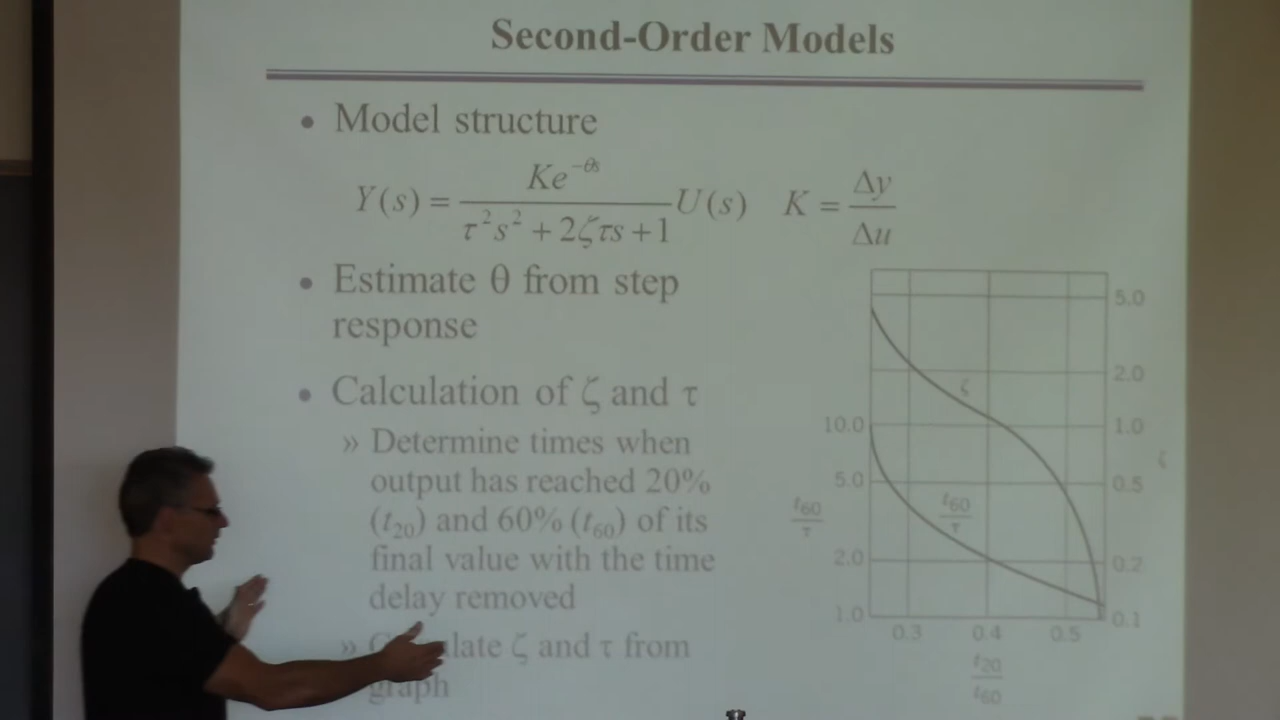 Second-Order Models
• Model structure
Y(s) = Ke^{-θs} / (τ²s² + 2ζτs + 1) U(s)   K = Δy / Δu
• Estimate θ from step
response
• Calculation of ζ and τ
» Determine times when
output has reached 20%
(t₂₀) and 60% (t₆₀) of its
final value with the time
delay removed
» late ζ and τ from
graph
5.0
2.0
ζ
10.0
1.0
5.0
0.5
ζ
t₆₀/τ
t₆₀/τ
2.0
0.2
1.0
0.1
0.3 0.4 0.5
t₂₀/t₆₀